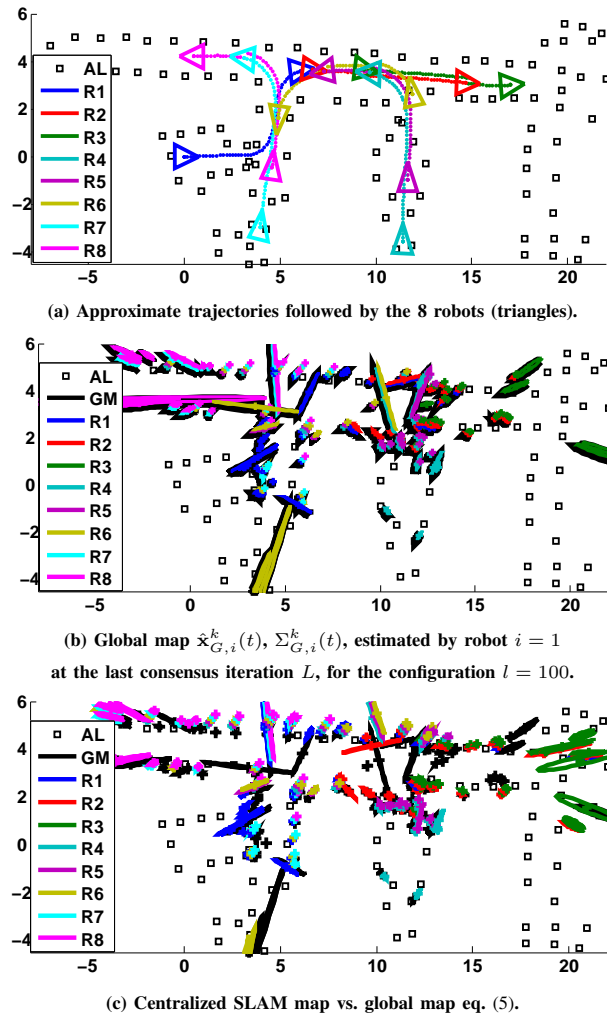 6
4
2
0
−2
−4
AL
R1
R2
R3
R4
R5
R6
R7
R8
−5 0 5 10 15 20
(a) Approximate trajectories followed by the 8 robots (triangles).
6
4
2
0
−2
−4
AL
GM
R1
R2
R3
R4
R5
R6
R7
R8
−5 0 5 10 15 20
(b) Global map x̂ᵏ_{G,i}(t), Σᵏ_{G,i}(t), estimated by robot i = 1
at the last consensus iteration L, for the configuration l = 100.
6
4
2
0
−2
−4
AL
GM
R1
R2
R3
R4
R5
R6
R7
R8
−5 0 5 10 15 20
(c) Centralized SLAM map vs. global map eq. (5).